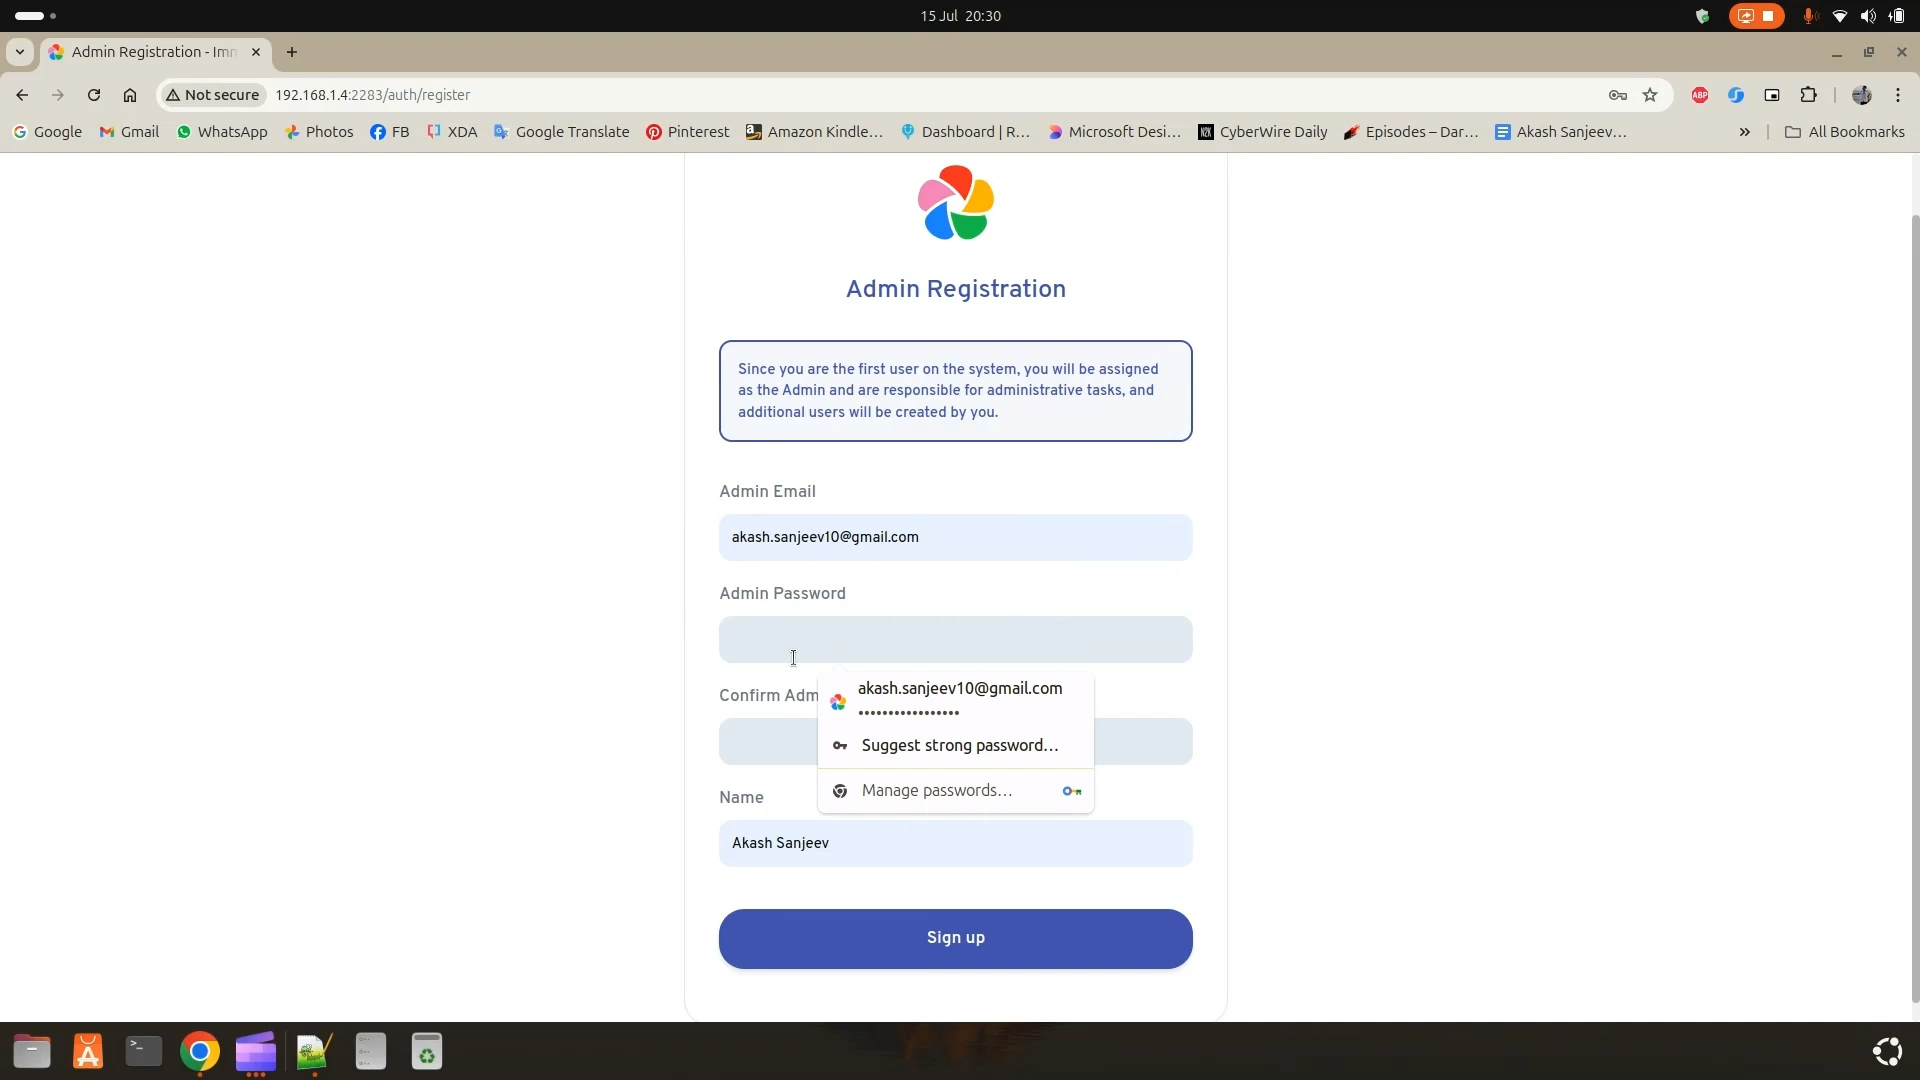 15 Jul 20:30
Admin Registration - Imm
Not secure
192.168.1.4:2283/auth/register
ABP
Google
Gmail
WhatsApp
Photos
FB
XDA
Google Translate
Pinterest
Amazon Kindle...
Dashboard | R...
Microsoft Desi...
N2K
CyberWire Daily
Episodes – Dar...
Akash Sanjeev...
All Bookmarks
Admin Registration
Since you are the first user on the system, you will be assigned
as the Admin and are responsible for administrative tasks, and
additional users will be created by you.
Admin Email
akash.sanjeev10@gmail.com
Admin Password
akash.sanjeev10@gmail.com
•••••••••••••••••
Confirm Adm
Suggest strong password...
Manage passwords...
Name
Akash Sanjeev
Sign up